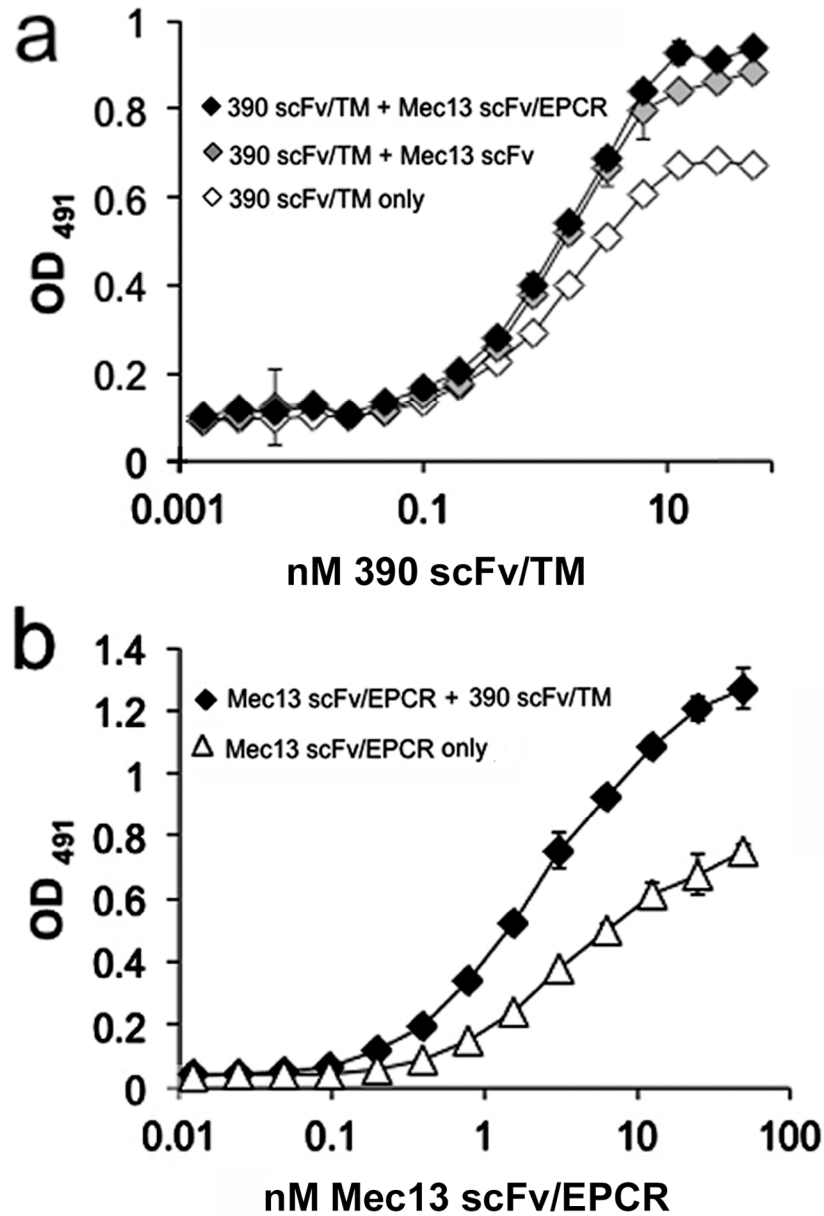 a
1
0.8
0.6
0.4
0.2
0
OD 491
390 scFv/TM + Mec13 scFv/EPCR
390 scFv/TM + Mec13 scFv
390 scFv/TM only
0.001
0.1
10
nM 390 scFv/TM
b
1.4
1.2
1
0.8
0.6
0.4
0.2
0
OD 491
Mec13 scFv/EPCR + 390 scFv/TM
Mec13 scFv/EPCR only
0.01
0.1
1
10
100
nM Mec13 scFv/EPCR